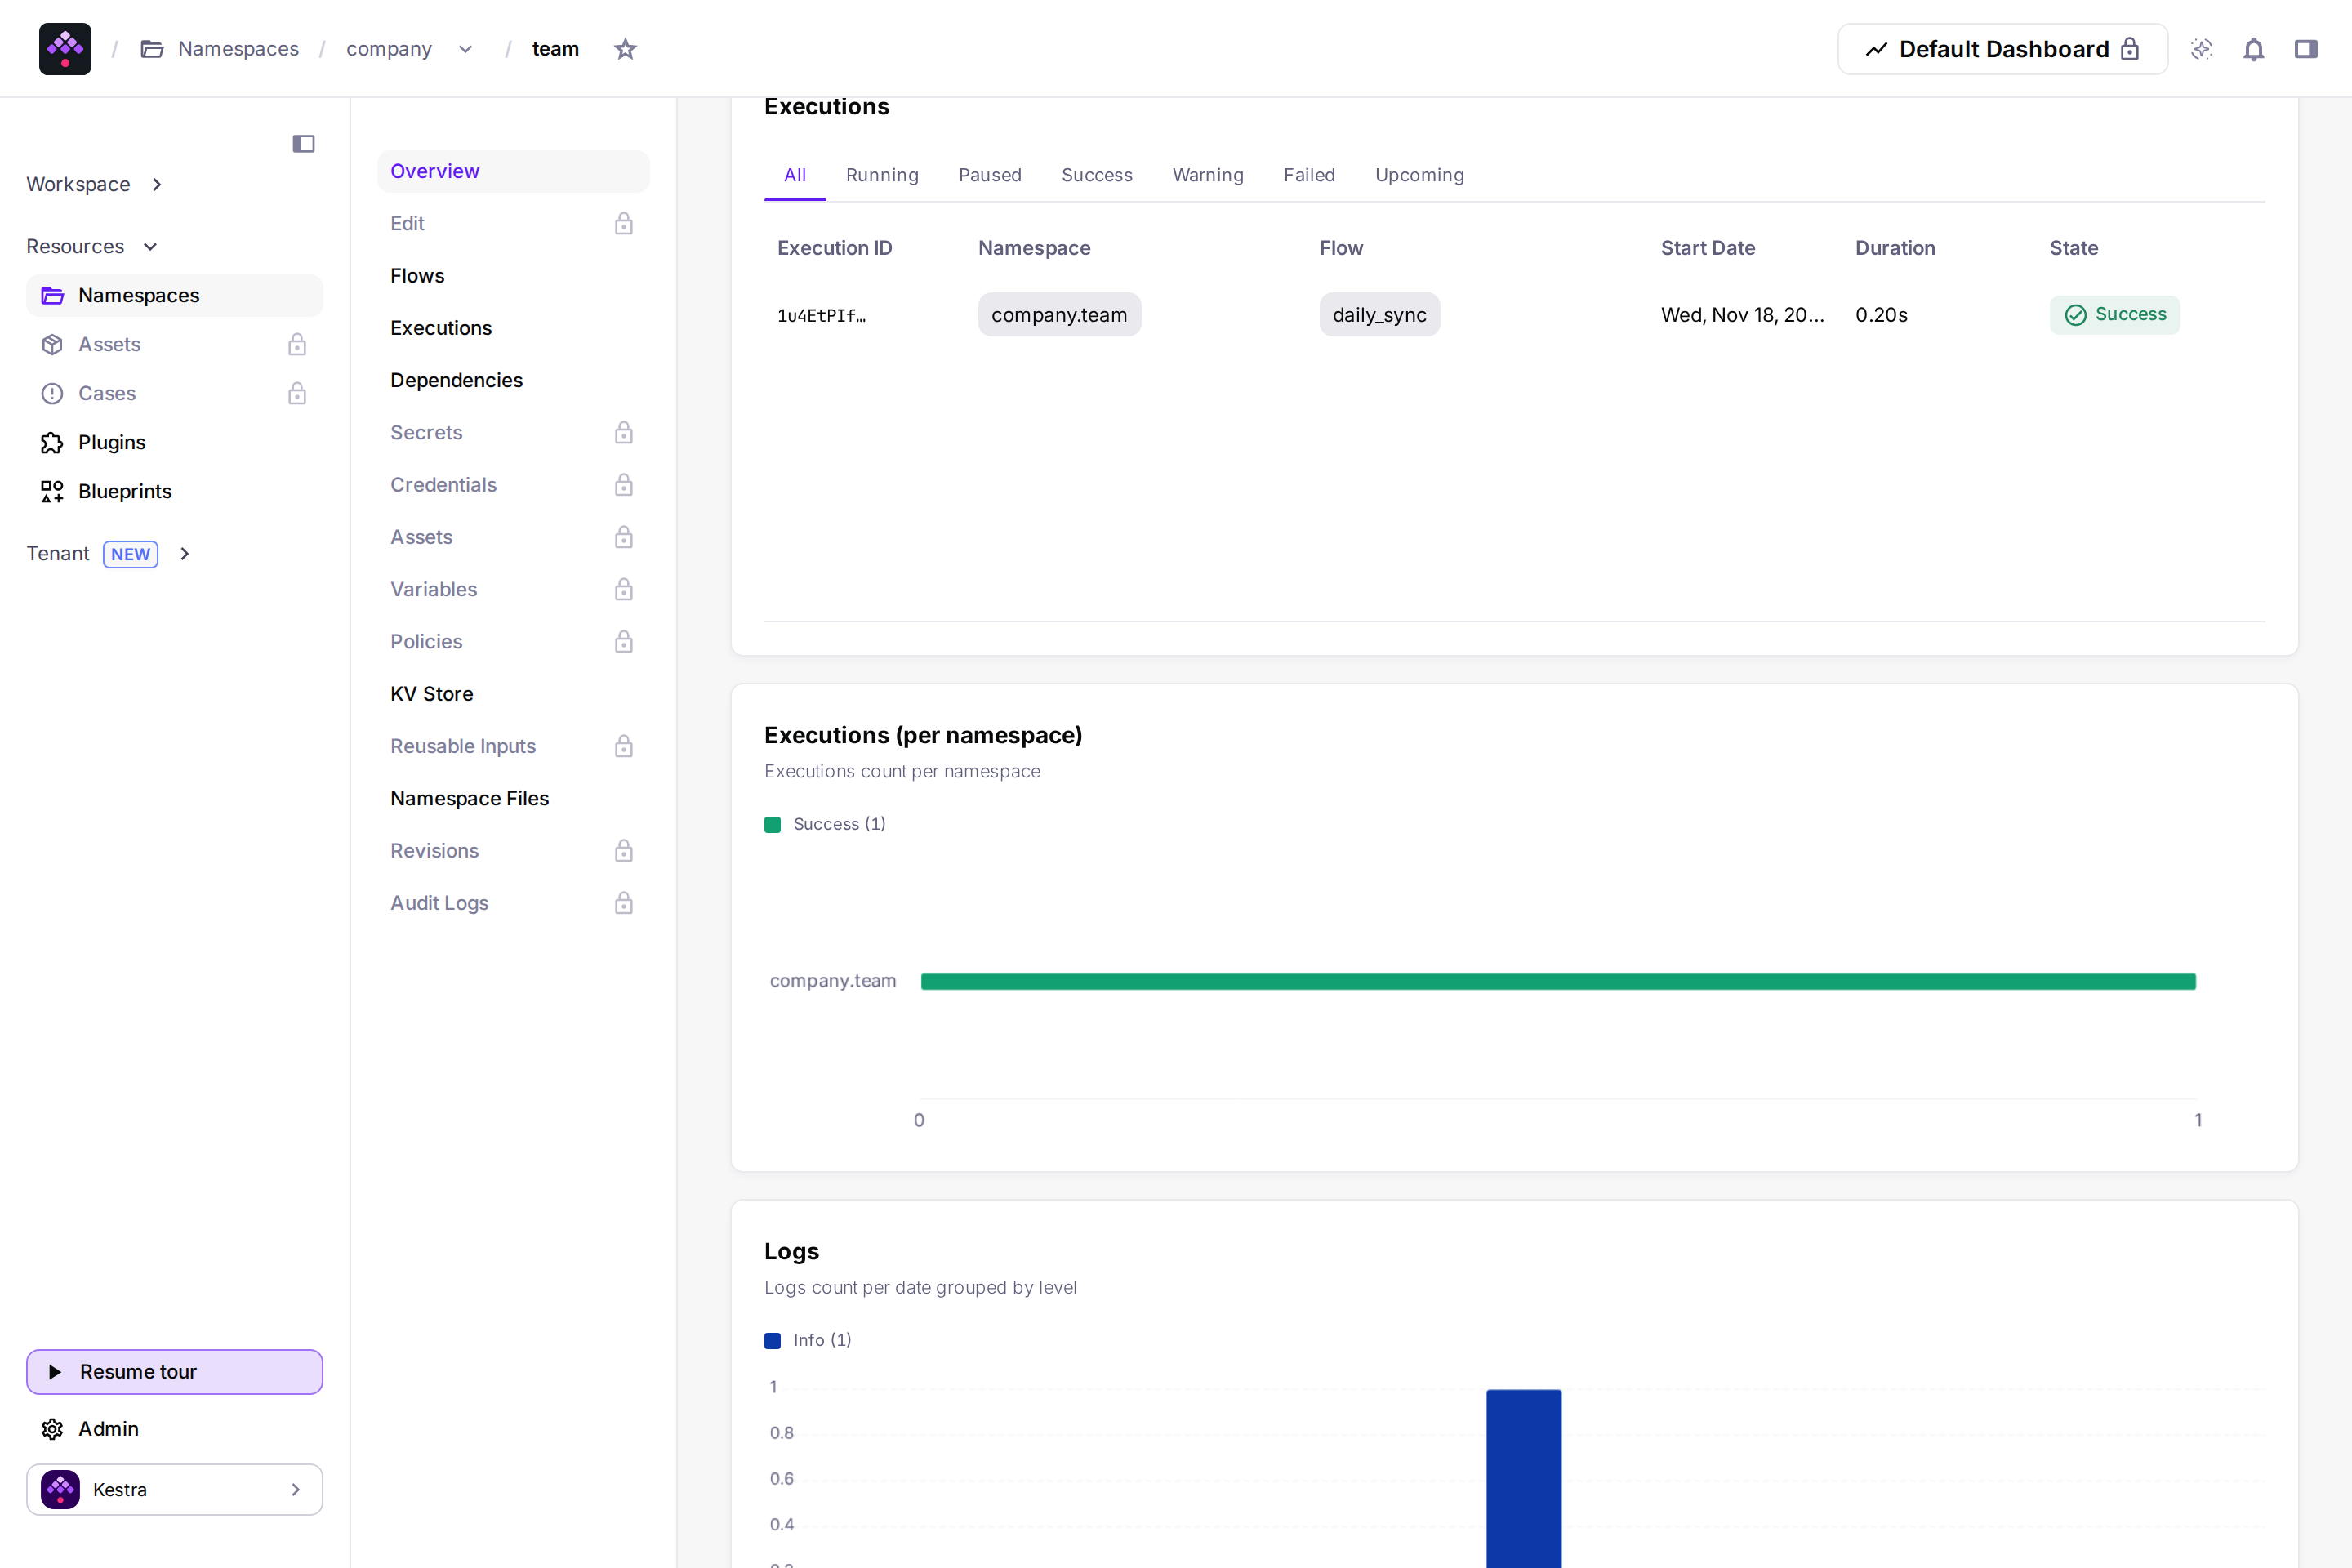 / Namespaces / company / team
Default Dashboard
Workspace
Resources
Namespaces
Assets
Cases
Plugins
Blueprints
Tenant NEW
Resume tour
Admin
Kestra
Overview
Edit
Flows
Executions
Dependencies
Secrets
Credentials
Assets
Variables
Policies
KV Store
Reusable Inputs
Namespace Files
Revisions
Audit Logs
Executions
All Running Paused Success Warning Failed Upcoming
Execution ID Namespace Flow Start Date Duration State
1u4EtPIf… company.team daily_sync Wed, Nov 18, 20… 0.20s Success
Executions (per namespace)
Executions count per namespace
Success (1)
company.team
0 1
Logs
Logs count per date grouped by level
Info (1)
1
0.8
0.6
0.4